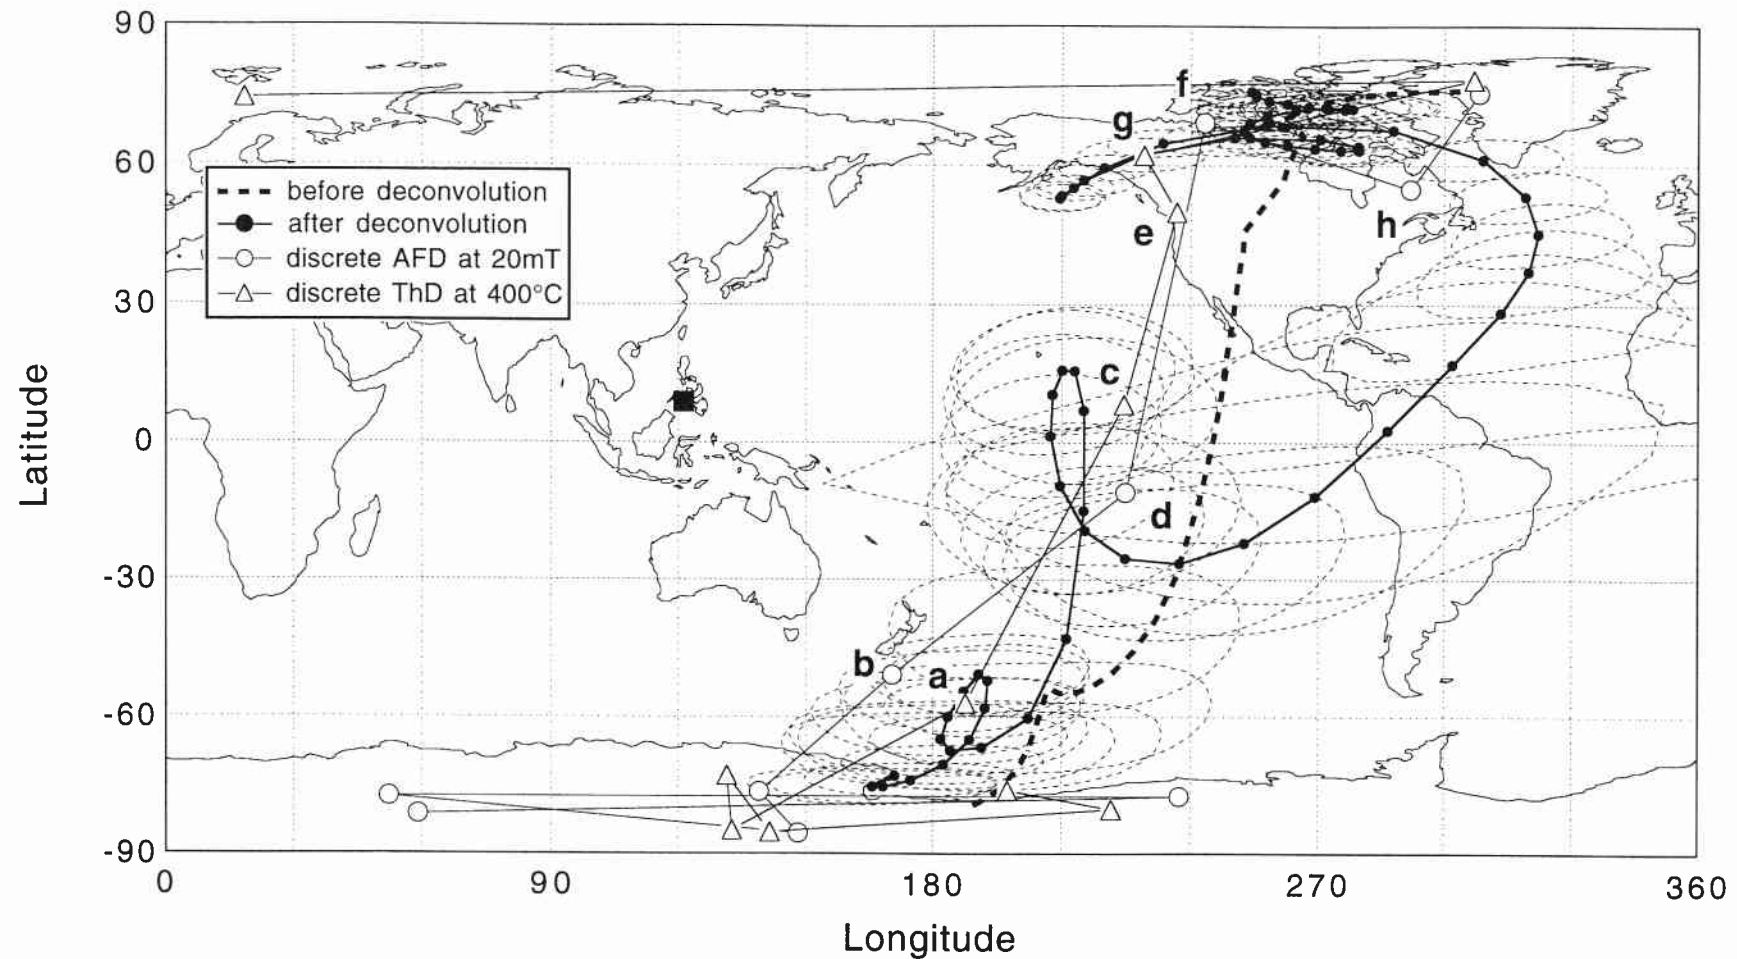 90
60
30
0
-30
-60
-90
Latitude
before deconvolution
after deconvolution
discrete AFD at 20mT
discrete ThD at 400°C
f
g
e
h
c
d
b
a
0 90 180 270 360
Longitude